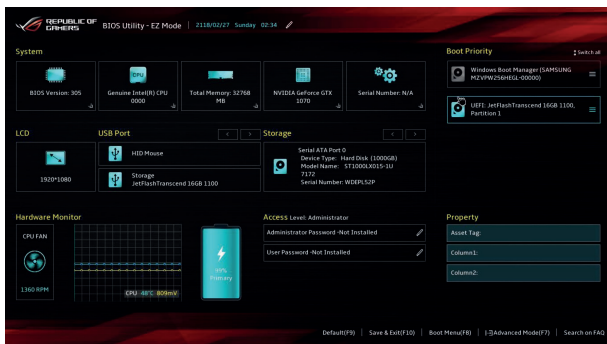 REPUBLIC OF
GAMERS
BIOS Utility - EZ Mode
2118/02/27 Sunday 02:34
System
BIOS Version: 305
CPU
Genuine Intel(R) CPU
0000
Total Memory: 32768
MB
NVIDIA GeForce GTX
1070
Serial Number: N/A
Boot Priority
Switch all
Windows Boot Manager (SAMSUNG
MZVPW256HEGL-00000)
UEFI: JetFlashTranscend 16GB 1100,
Partition 1
LCD
1920*1080
USB Port
HID Mouse
Storage
JetFlashTranscend 16GB 1100
Storage
Serial ATA Port 0
Device Type: Hard Disk (1000GB)
Model Name: ST1000LX015-1U
7172
Serial Number: WDEPLS2P
Hardware Monitor
CPU FAN
1360 RPM
CPU 48°C 809mV
99%
Primary
Access Level: Administrator
Administrator Password -Not Installed
User Password -Not Installed
Property
Asset Tag:
Column1:
Column2:
Default(F9) | Save & Exit(F10) | Boot Menu(F8) | Advanced Mode(F7) | Search on FAQ